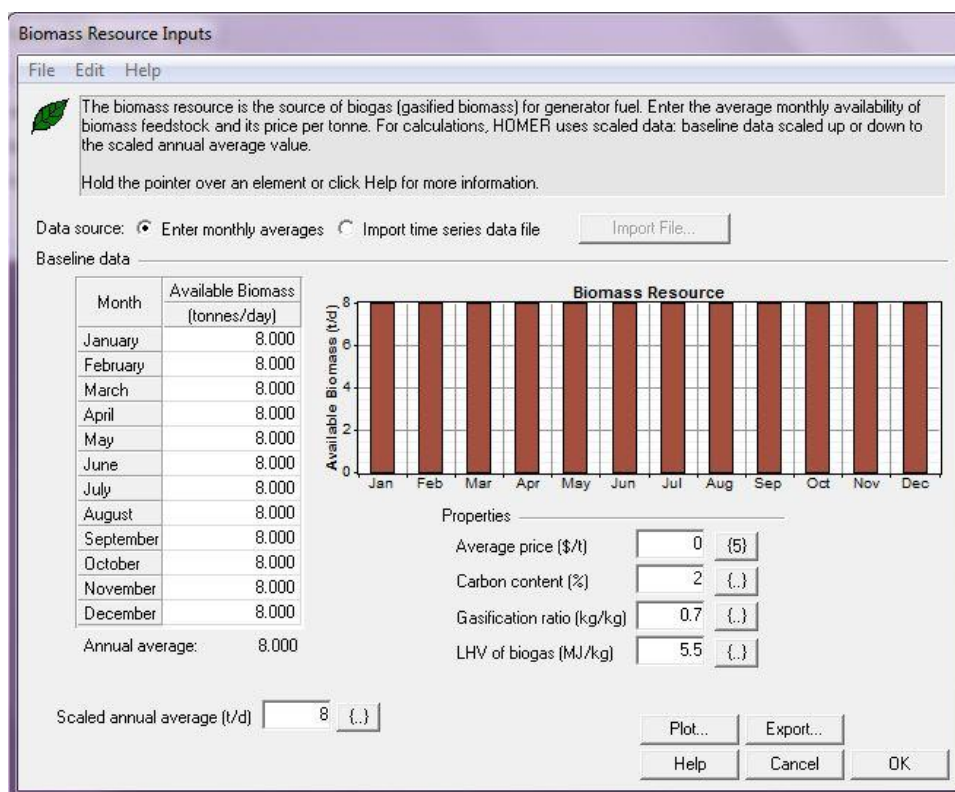 Biomass Resource Inputs
File Edit Help
The biomass resource is the source of biogas (gasified biomass) for generator fuel. Enter the average monthly availability of
biomass feedstock and its price per tonne. For calculations, HOMER uses scaled data: baseline data scaled up or down to
the scaled annual average value.
Hold the pointer over an element or click Help for more information.
Data source: Enter monthly averages Import time series data file Import File...
Baseline data
Month Available Biomass
(tonnes/day)
January 8.000
February 8.000
March 8.000
April 8.000
May 8.000
June 8.000
July 8.000
August 8.000
September 8.000
October 8.000
November 8.000
December 8.000
Annual average: 8.000
Biomass Resource
Available Biomass (t/d)
8
6
4
2
0
Jan Feb Mar Apr May Jun Jul Aug Sep Oct Nov Dec
Properties
Average price ($/t) 0 {5}
Carbon content (%) 2 {..}
Gasification ratio (kg/kg) 0.7 {..}
LHV of biogas (MJ/kg) 5.5 {..}
Scaled annual average (t/d) 8 {..}
Plot... Export...
Help Cancel OK